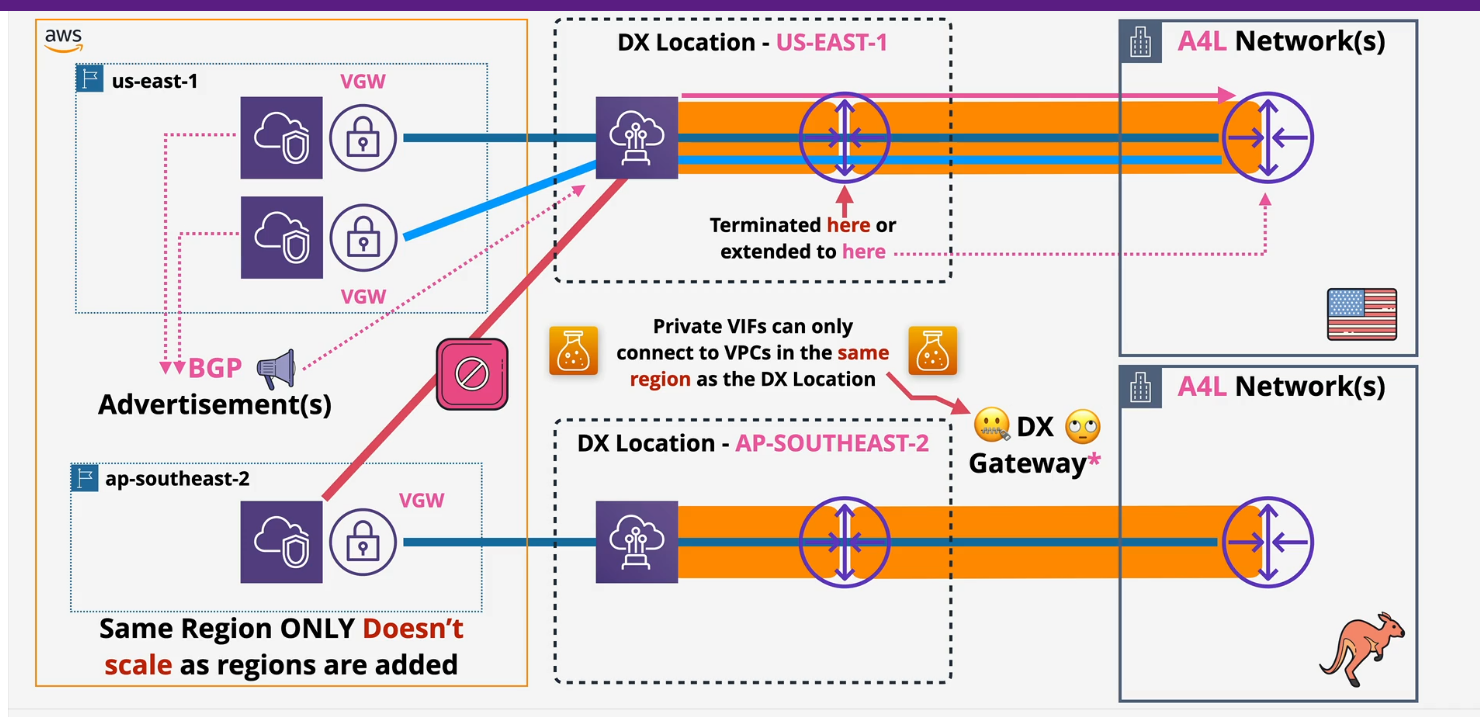 aws
us-east-1
VGW
VGW
BGP
Advertisement(s)
ap-southeast-2
VGW
Same Region ONLY Doesn't
scale as regions are added
DX Location - US-EAST-1
Terminated here or
extended to here
Private VIFs can only
connect to VPCs in the same
region as the DX Location
DX
Gateway*
DX Location - AP-SOUTHEAST-2
A4L Network(s)
A4L Network(s)